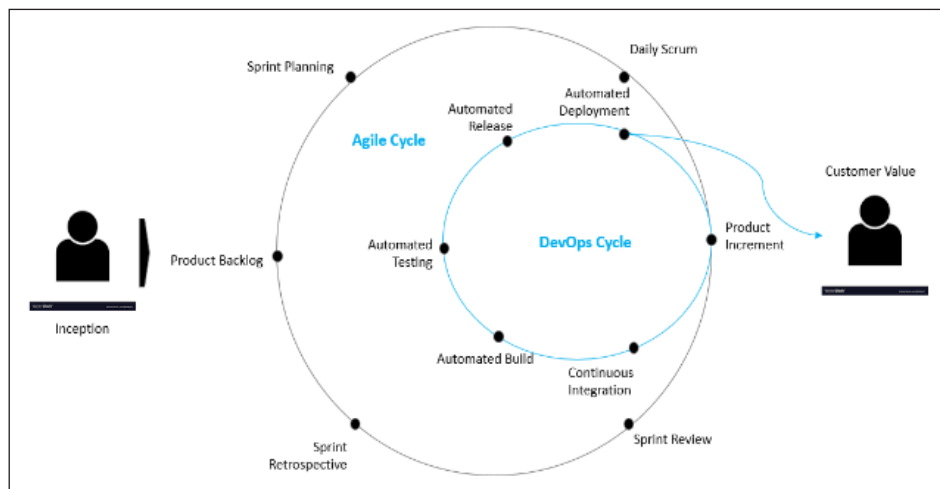 Sprint Planning
Daily Scrum
Automated
Release
Automated
Deployment
Agile Cycle
Customer Value
DevOps Cycle
Product Backlog
Automated
Testing
Product
Increment
Inception
Automated Build
Continuous
Integration
Sprint
Retrospective
Sprint Review